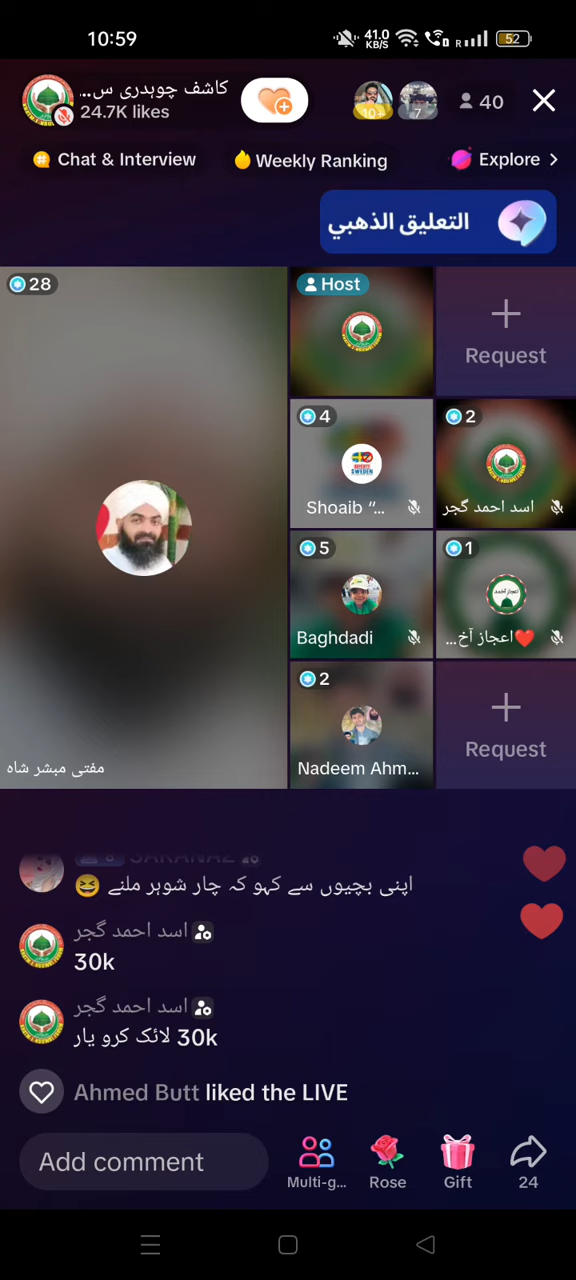 10:59
41.0
KB/S
R
52
کاشف چوہدری س...
24.7K likes
10+
7
40
Chat & Interview
Weekly Ranking
Explore
التعليق الذهبي
28
Host
Request
4
2
Shoaib “...
اسد احمد گجر
5
1
Baghdadi
اعجاز آخ...
2
Nadeem Ahm...
Request
مفتی مبشر شاہ
اپنی بچیوں سے کہو کہ چار شوہر ملنے
اسد احمد گجر
30k
اسد احمد گجر
30k لائک کرو یار
Ahmed Butt liked the LIVE
Add comment
Multi-g...
Rose
Gift
24